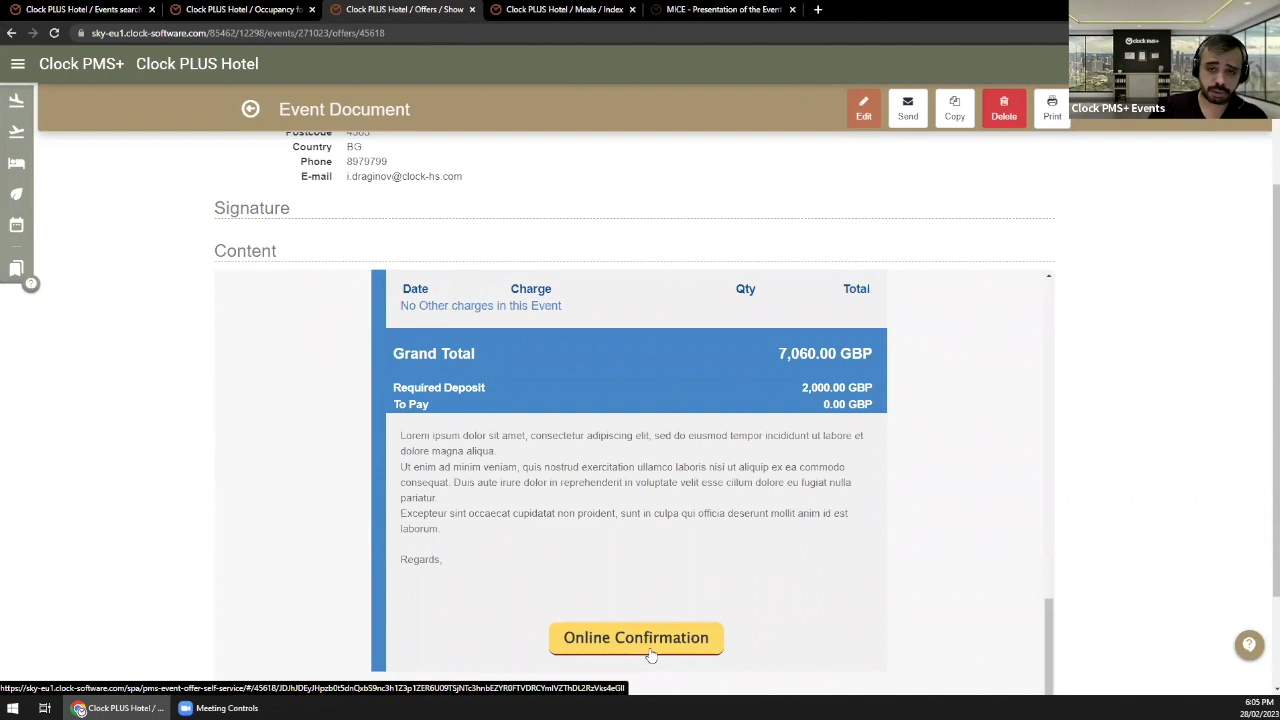 Clock PLUS Hotel / Events search
Clock PLUS Hotel / Occupancy fo
Clock PLUS Hotel / Offers / Show
Clock PLUS Hotel / Meals / Index
MICE - Presentation of the Event
sky-eu1.clock-software.com/85462/12298/events/271023/offers/45618
Clock PMS+ Clock PLUS Hotel
clock PMS+
Clock PMS+ Events
Event Document
Edit
Send
Copy
Delete
Print
Postcode 4305
Country BG
Phone 8979799
E-mail i.draginov@clock-hs.com
Signature
Content
Date Charge Qty Total
No Other charges in this Event
Grand Total 7,060.00 GBP
Required Deposit 2,000.00 GBP
To Pay 0.00 GBP
Lorem ipsum dolor sit amet, consectetur adipiscing elit, sed do eiusmod tempor incididunt ut labore et
dolore magna aliqua.
Ut enim ad minim veniam, quis nostrud exercitation ullamco laboris nisi ut aliquip ex ea commodo
consequat. Duis aute irure dolor in reprehenderit in voluptate velit esse cillum dolore eu fugiat nulla
pariatur.
Excepteur sint occaecat cupidatat non proident, sunt in culpa qui officia deserunt mollit anim id est
laborum.
Regards,
Online Confirmation
Clock PLUS Hotel / ...
Meeting Controls
6:05 PM
28/02/2023